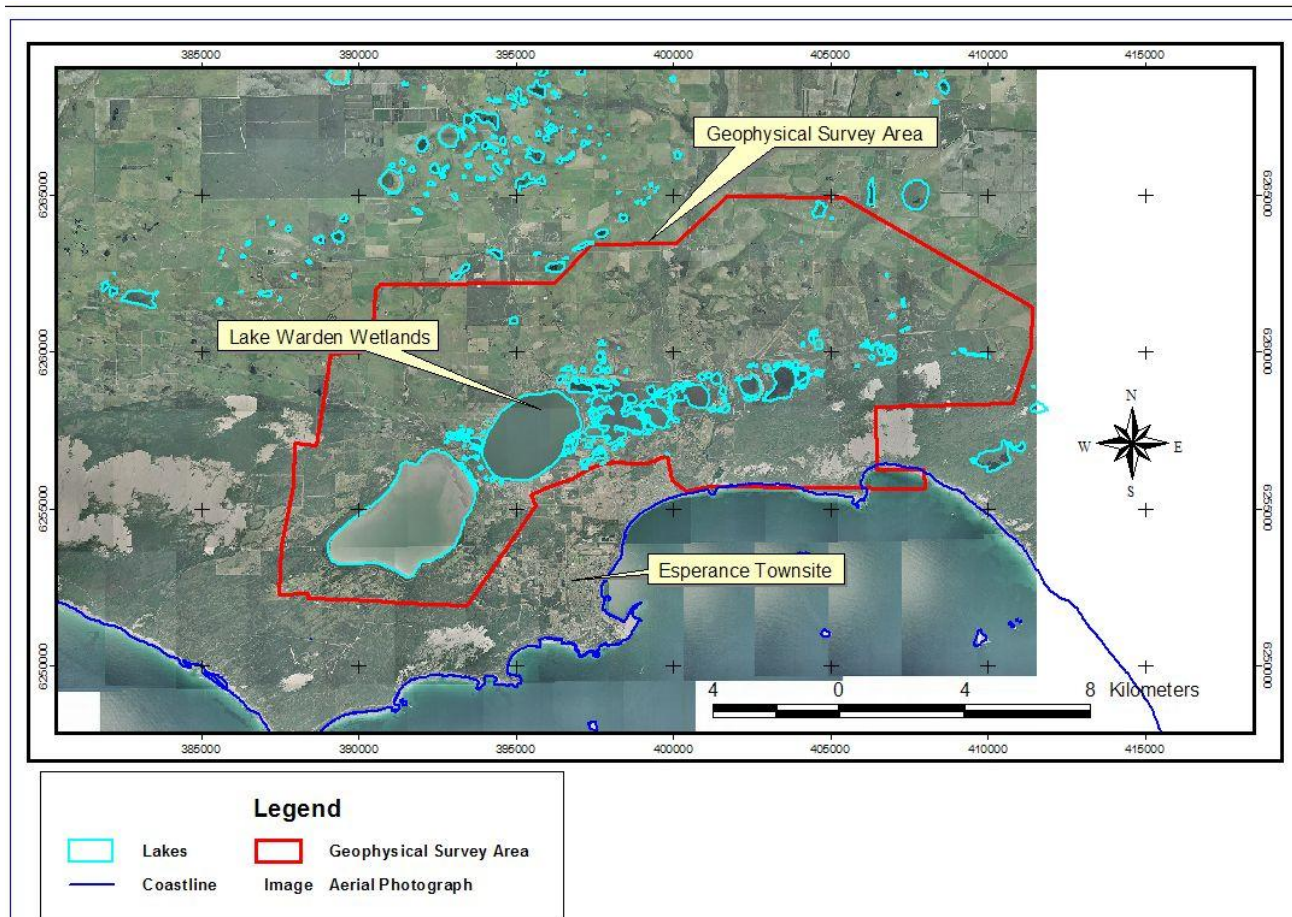 385000 390000 395000 400000 405000 410000 415000
Geophysical Survey Area
6265000 6265000
Lake Warden Wetlands
6260000 6260000
N
W E
S
6255000 6255000
Esperance Townsite
6250000 6250000
4 0 4 8 Kilometers
385000 390000 395000 400000 405000 410000 415000
Legend
Lakes Geophysical Survey Area
Coastline Image Aerial Photograph